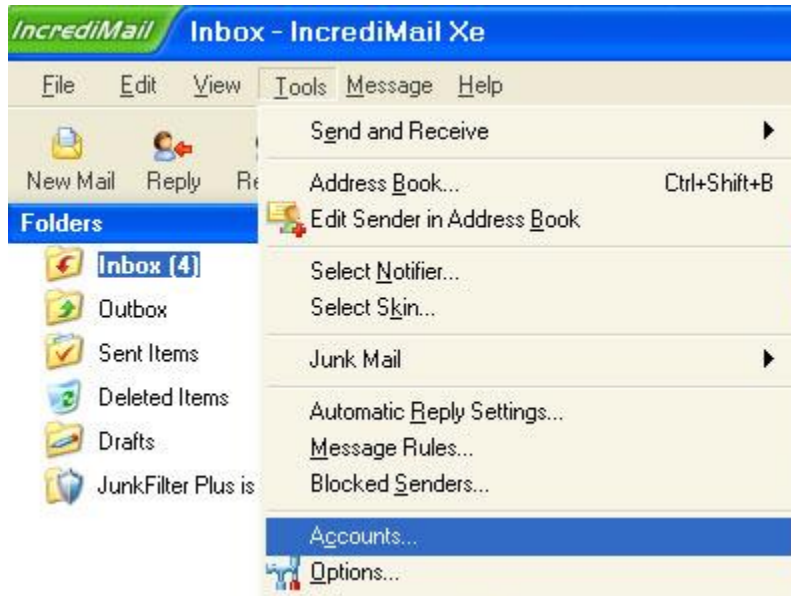 IncrediMail Inbox - IncrediMail Xe
File Edit View Tools Message Help
Send and Receive
New Mail Reply Re
Address Book... Ctrl+Shift+B
Folders
Edit Sender in Address Book
Inbox (4)
Select Notifier...
Outbox
Select Skin...
Sent Items
Junk Mail
Deleted Items
Automatic Reply Settings...
Drafts
Message Rules...
JunkFilter Plus is
Blocked Senders...
Accounts...
Options...